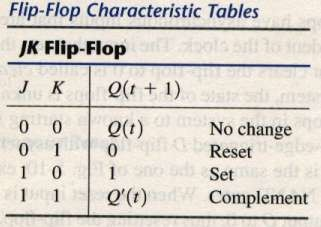 Flip-Flop Characteristic Tables
JK Flip-Flop
J K Q(t + 1)
0 0 Q(t) No change
0 1 0 Reset
1 0 1 Set
1 1 Q′(t) Complement